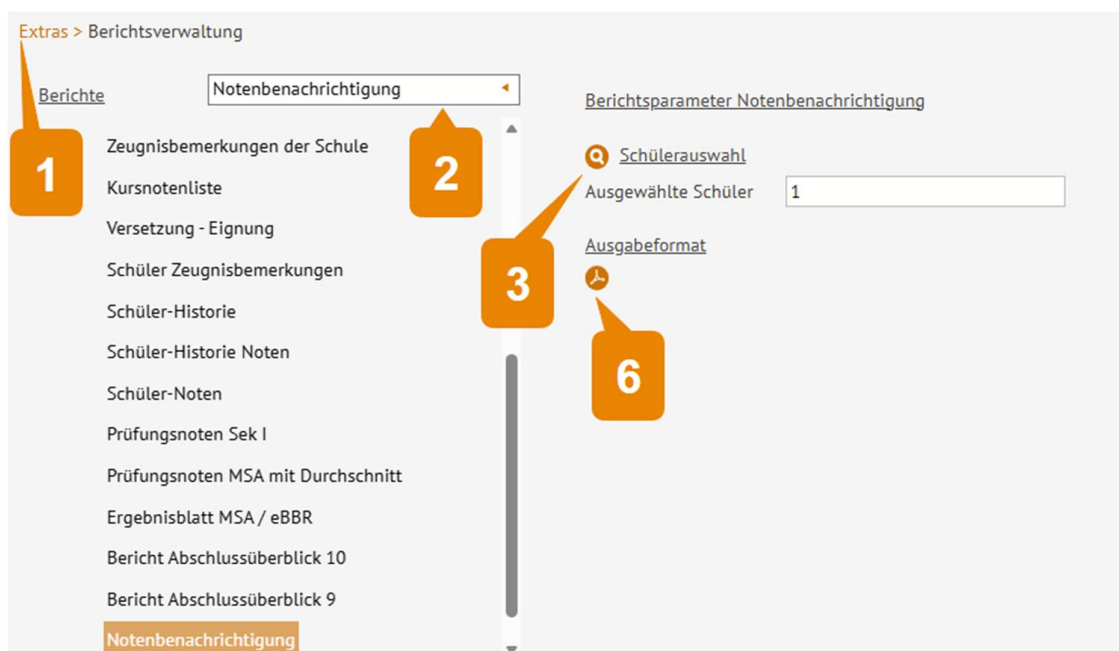 Extras > Berichtsverwaltung
Berichte
Notenbenachrichtigung
1
2
Zeugnisbemerkungen der Schule
Kursnotenliste
Versetzung - Eignung
Schüler Zeugnisbemerkungen
Schüler-Historie
Schüler-Historie Noten
Schüler-Noten
Prüfungsnoten Sek I
Prüfungsnoten MSA mit Durchschnitt
Ergebnisblatt MSA / eBBR
Bericht Abschlussüberblick 10
Bericht Abschlussüberblick 9
Notenbenachrichtigung
Berichtsparameter Notenbenachrichtigung
Schülerauswahl
Ausgewählte Schüler 1
3
Ausgabeformat
6